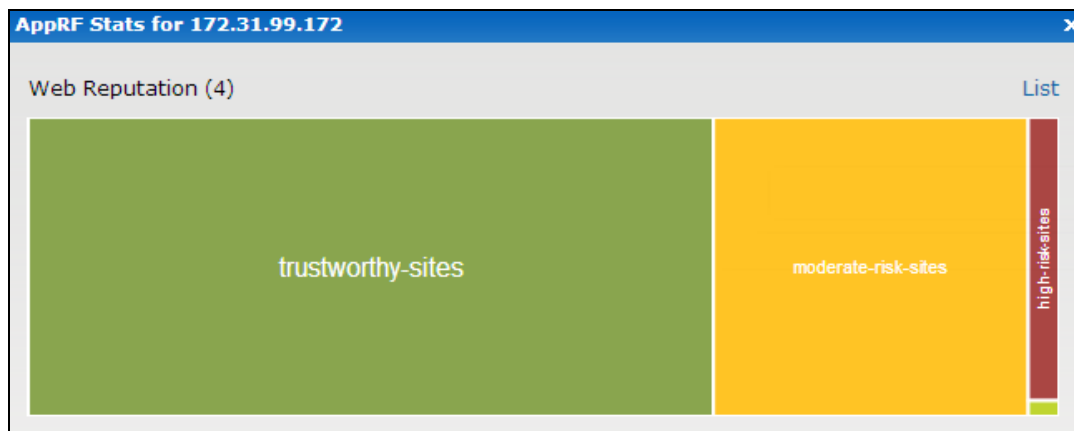 AppRF Stats for 172.31.99.172 x
Web Reputation (4) List
trustworthy-sites
moderate-risk-sites
high-risk-sites